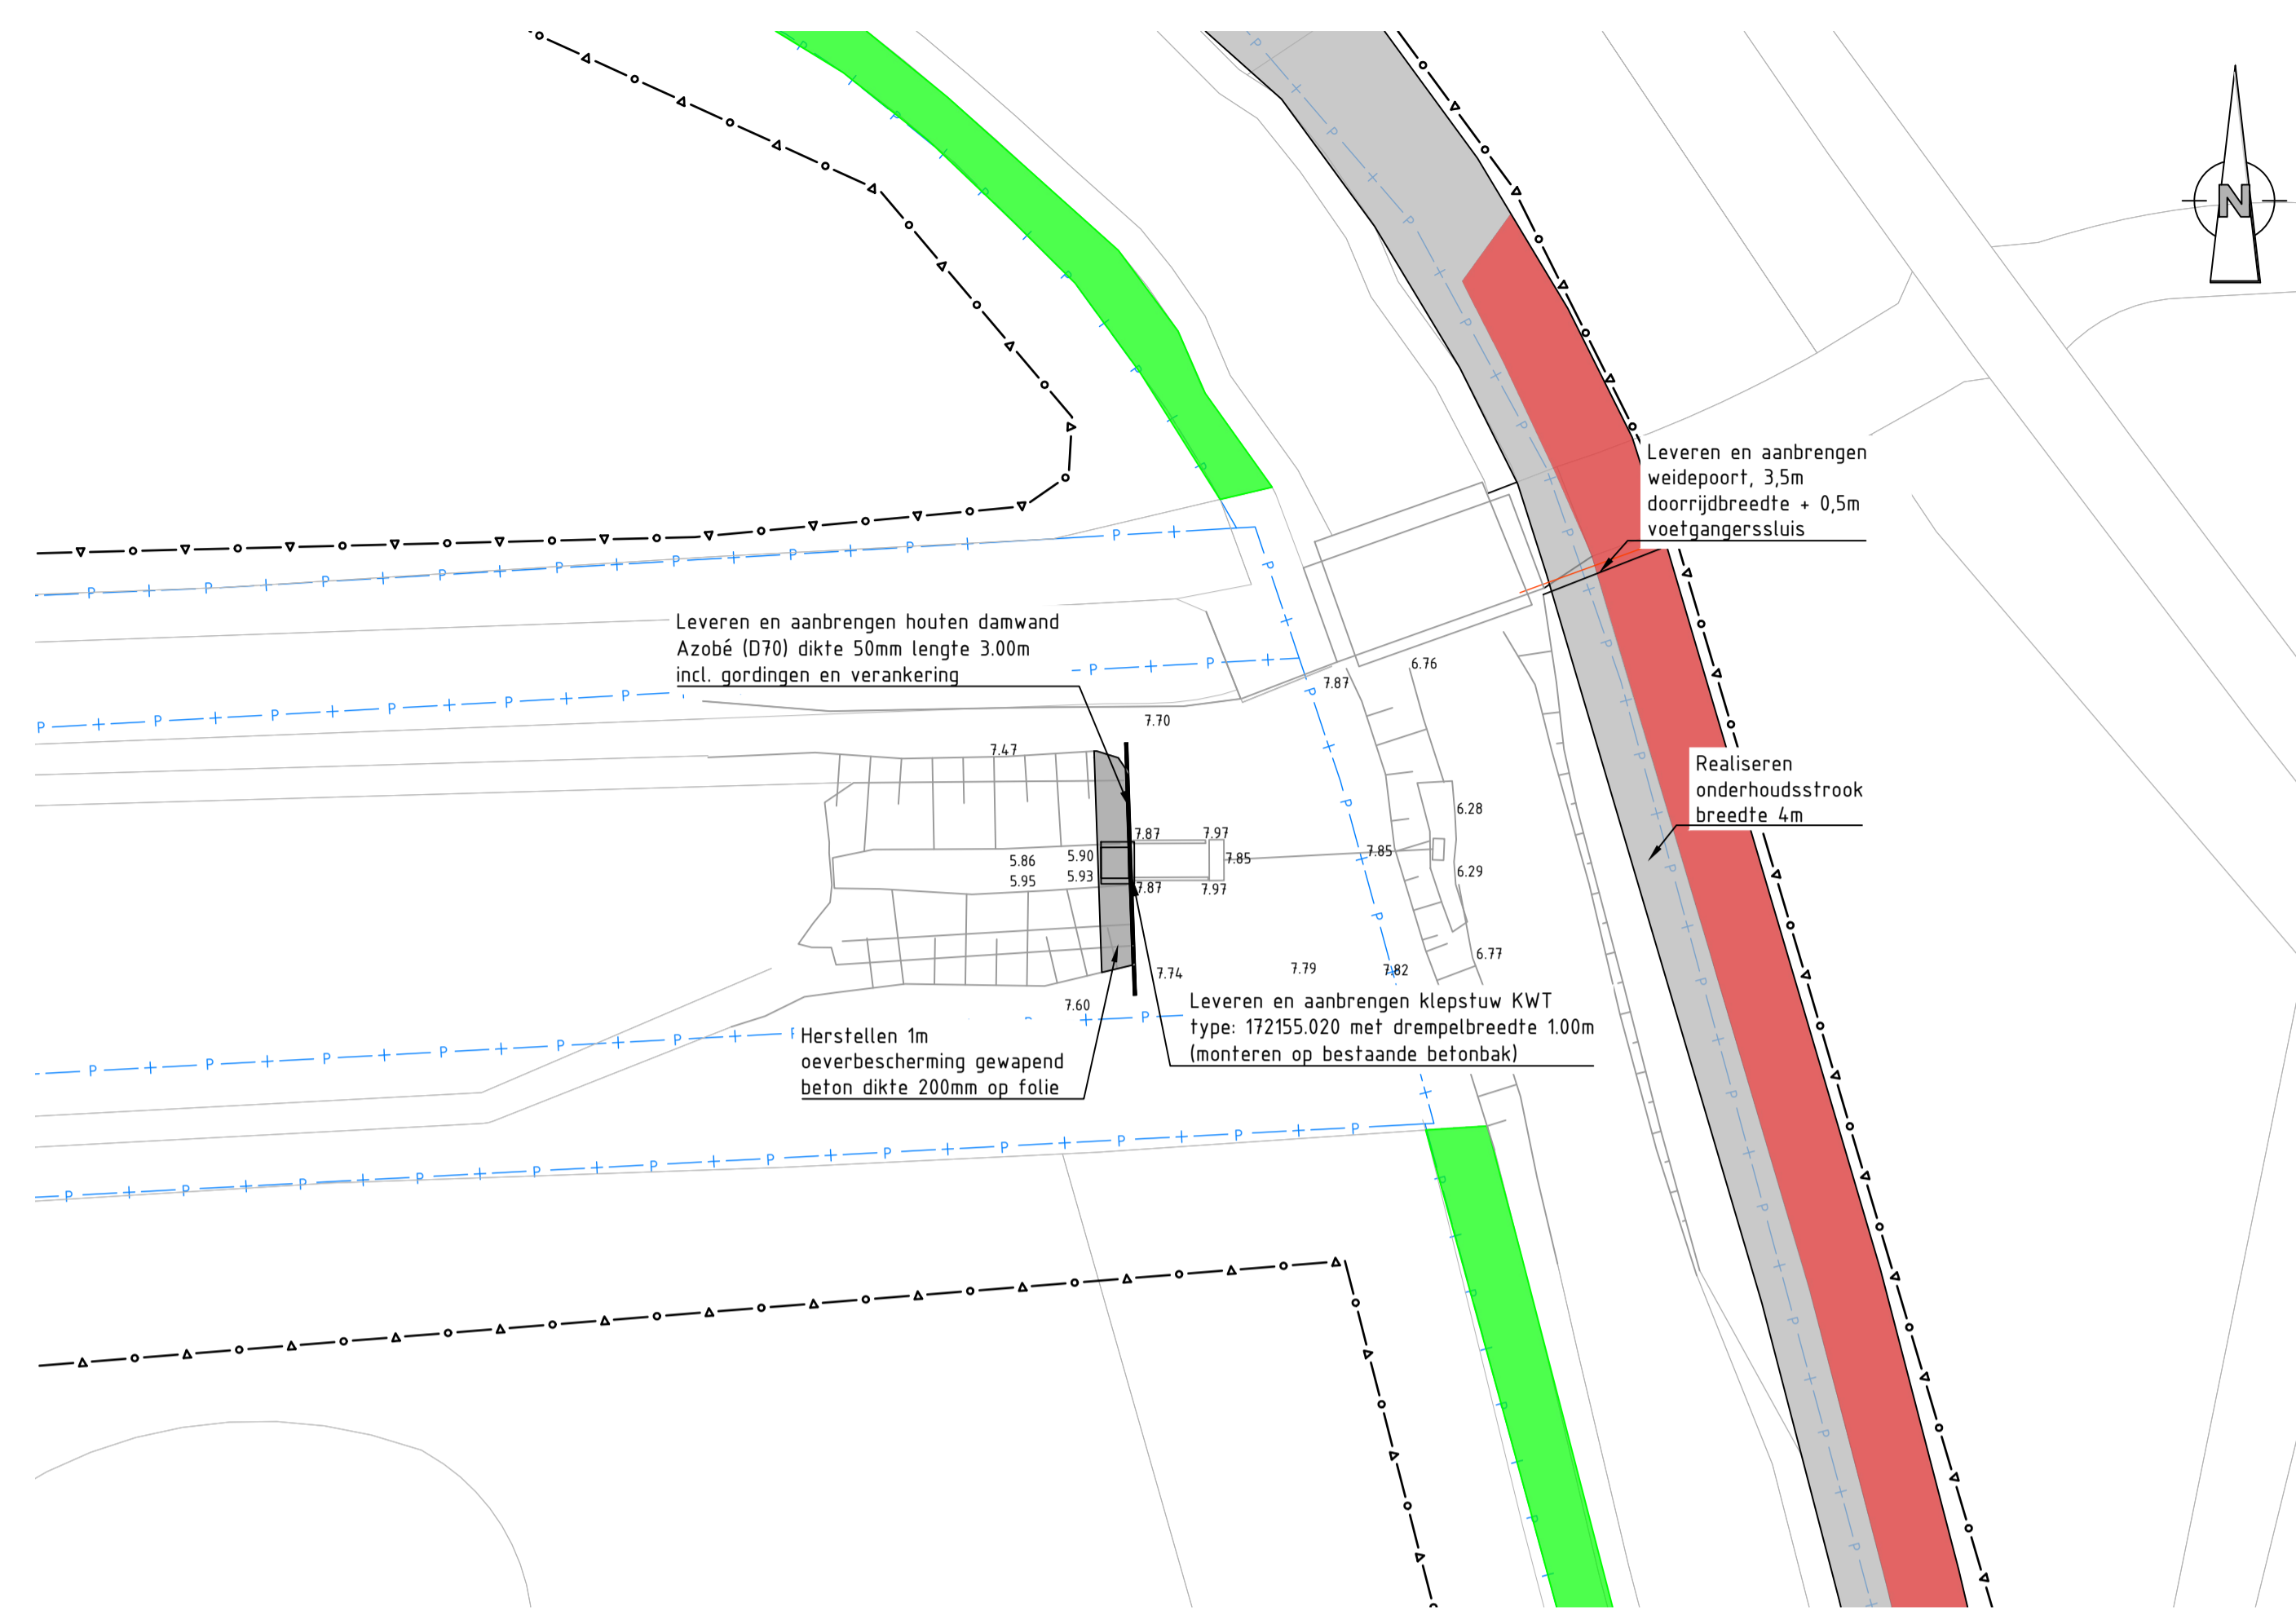 N
Leveren en aanbrengen
weidepoort, 3,5m
doorrijdbreedte + 0,5m
voetgangerssluis
Leveren en aanbrengen houten damwand
Azobé (D70) dikte 50mm lengte 3.00m
incl. gordingen en verankering
6.76
7.87
7.70
7.47
Realiseren
onderhoudsstrook
breedte 4m
6.28
7.87
7.97
7.85
7.85
5.86
5.90
5.95
5.93
7.87
7.97
6.29
6.77
7.74
7.79
7.82
7.60
Leveren en aanbrengen klepstuw KWT
type: 172155.020 met drempelbreedte 1.00m
(monteren op bestaande betonbak)
Herstellen 1m
oeverbescherming gewapend
beton dikte 200mm op folie